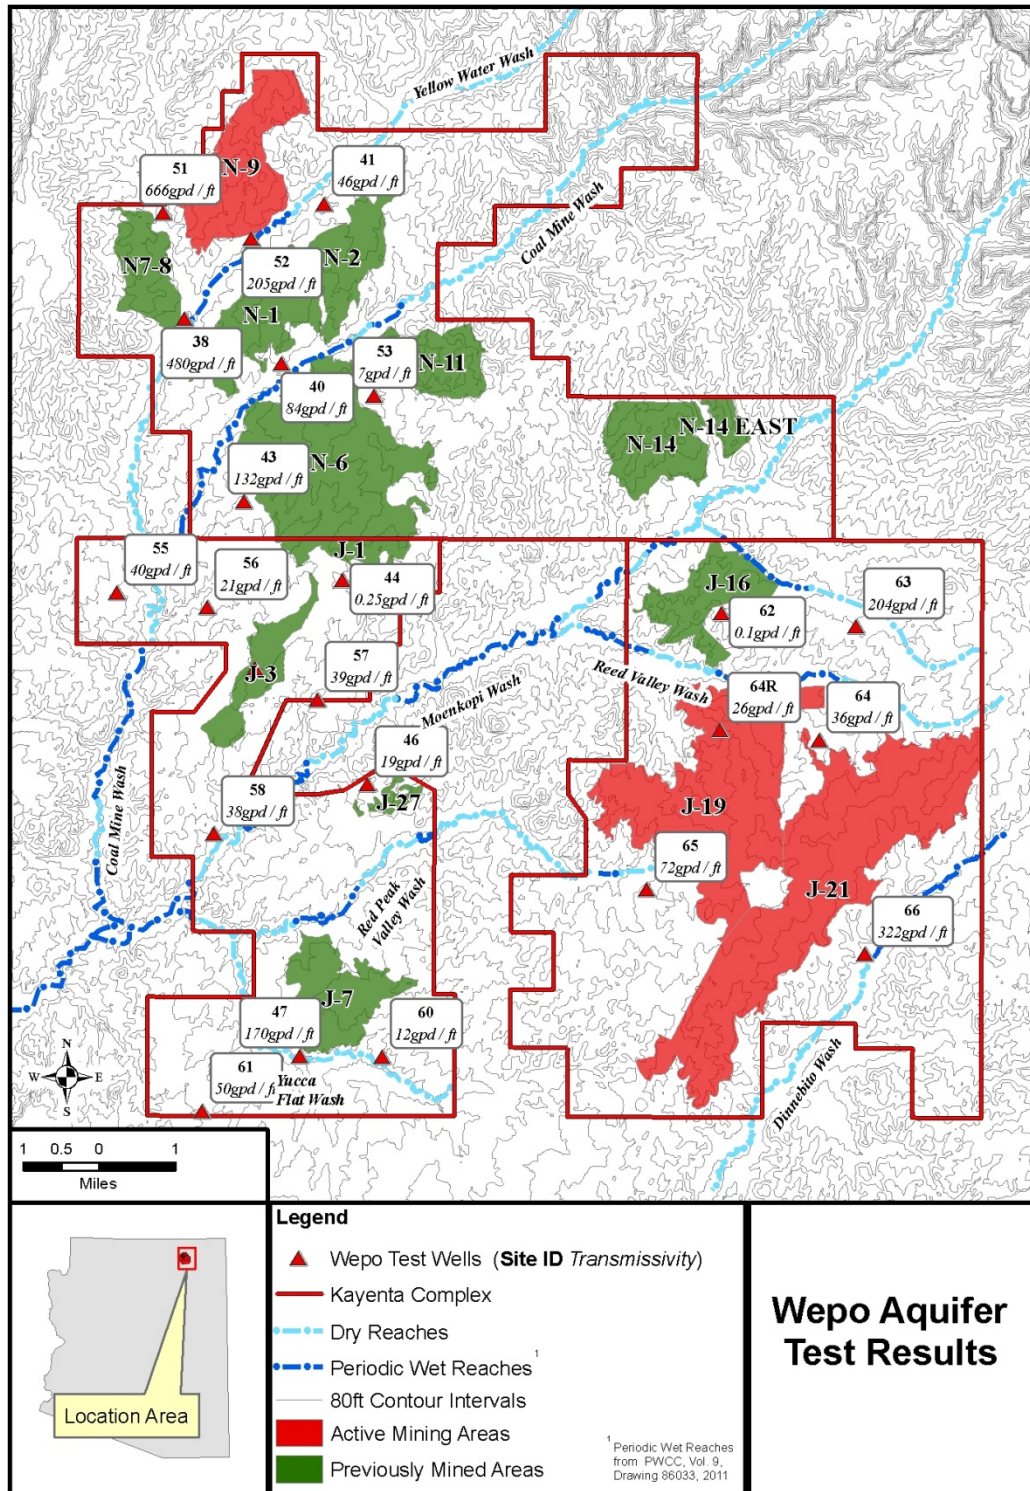 Yellow Water Wash
Coal Mine Wash
N-9
51
666gpd / ft
41
46gpd / ft
N7-8
N-2
52
205gpd / ft
N-1
38
480gpd / ft
53
7gpd / ft
N-11
40
84gpd / ft
N-14 EAST
N-14
43
132gpd / ft
N-6
55
40gpd / ft
56
21gpd / ft
J-1
44
0.25gpd / ft
J-16
62
0.1gpd / ft
63
204gpd / ft
J-3
57
39gpd / ft
Moenkopi Wash
Reed Valley Wash
64R
26gpd / ft
64
36gpd / ft
46
19gpd / ft
58
38gpd / ft
J-27
J-19
Coal Mine Wash
65
72gpd / ft
J-21
Red Peak
Valley Wash
66
322gpd / ft
J-7
47
170gpd / ft
60
12gpd / ft
61
50gpd / ft
Yucca
Flat Wash
Dinnebito Wash
N
W E
S
1 0.5 0 1
Miles
Location Area
Legend
Wepo Test Wells (Site ID Transmissivity)
Kayenta Complex
Dry Reaches
Periodic Wet Reaches 1
80ft Contour Intervals
Active Mining Areas
Previously Mined Areas
1 Periodic Wet Reaches
from PWCC, Vol. 9,
Drawing 86033, 2011
Wepo Aquifer
Test Results